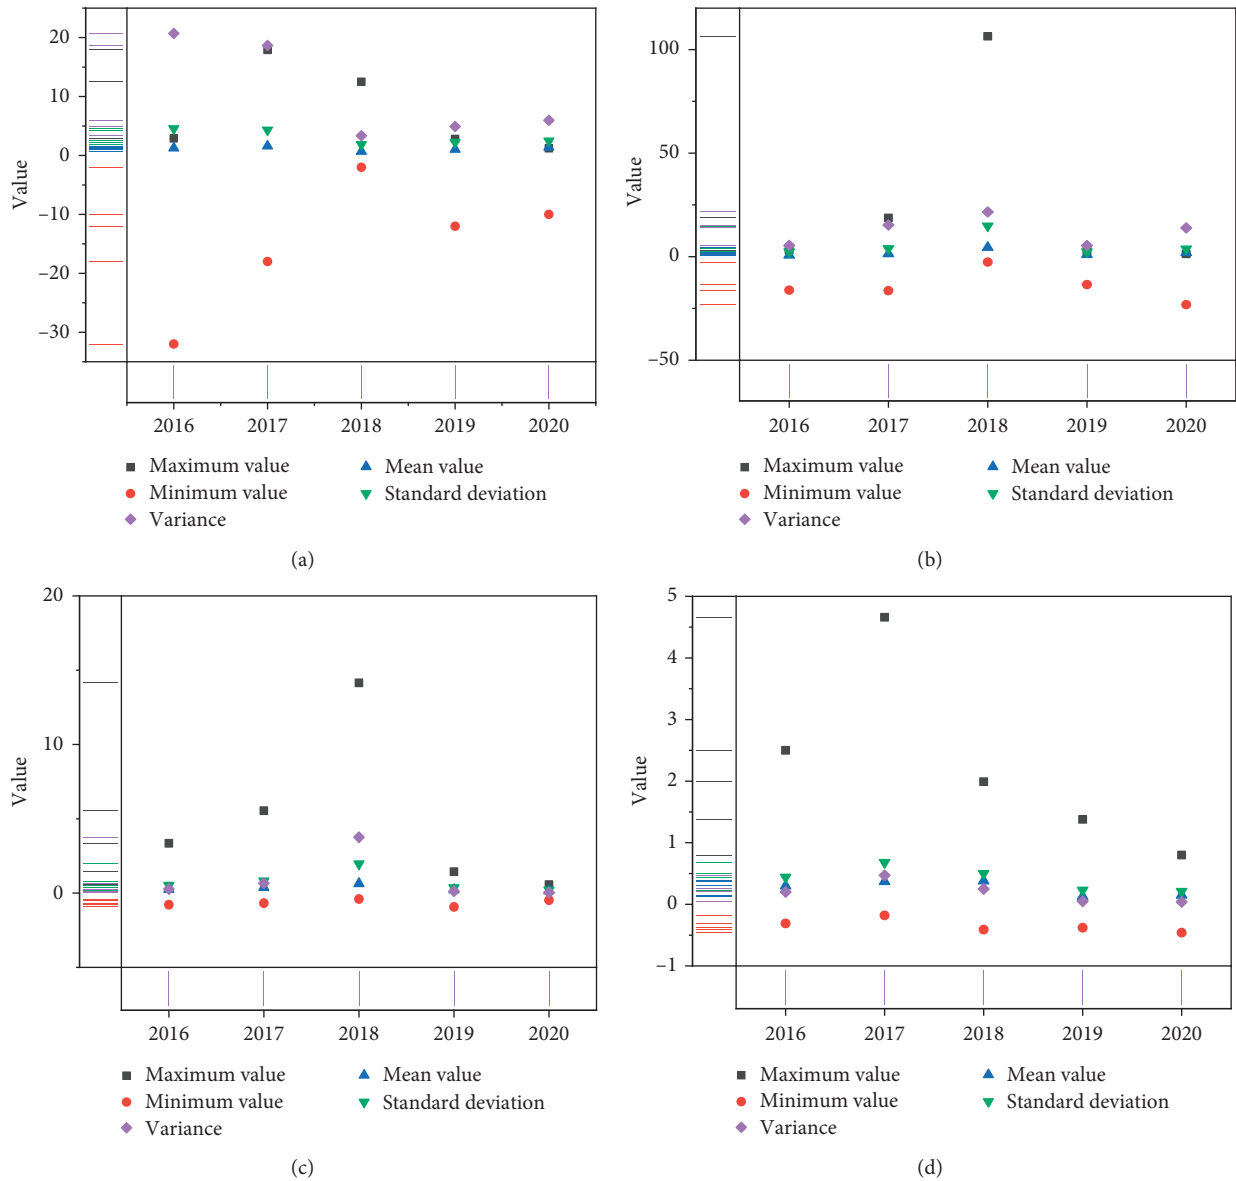 20
10
0
−10
−20
−30
Value
2016 2017 2018 2019 2020
Maximum value Mean value
Minimum value Standard deviation
Variance
(a)
100
50
0
−50
Value
2016 2017 2018 2019 2020
Maximum value Mean value
Minimum value Standard deviation
Variance
(b)
20
10
0
Value
2016 2017 2018 2019 2020
Maximum value Mean value
Minimum value Standard deviation
Variance
(c)
5
4
3
2
1
0
−1
Value
2016 2017 2018 2019 2020
Maximum value Mean value
Minimum value Standard deviation
Variance
(d)